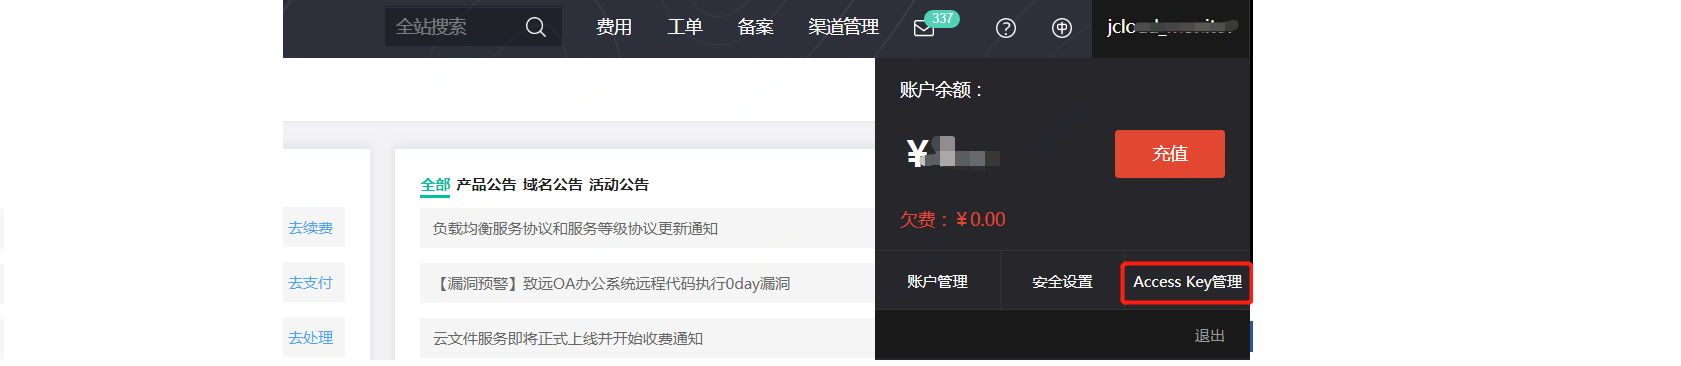 全站搜索 费用 工单 备案 渠道管理 337
账户余额：
¥
充值
欠费：￥0.00
账户管理 安全设置 Access Key管理
退出
全部 产品公告 域名公告 活动公告
去续费 负载均衡服务协议和服务等级协议更新通知
去支付 【漏洞预警】致远OA办公系统远程代码执行0day漏洞
去处理 云文件服务即将正式上线并开始收费通知